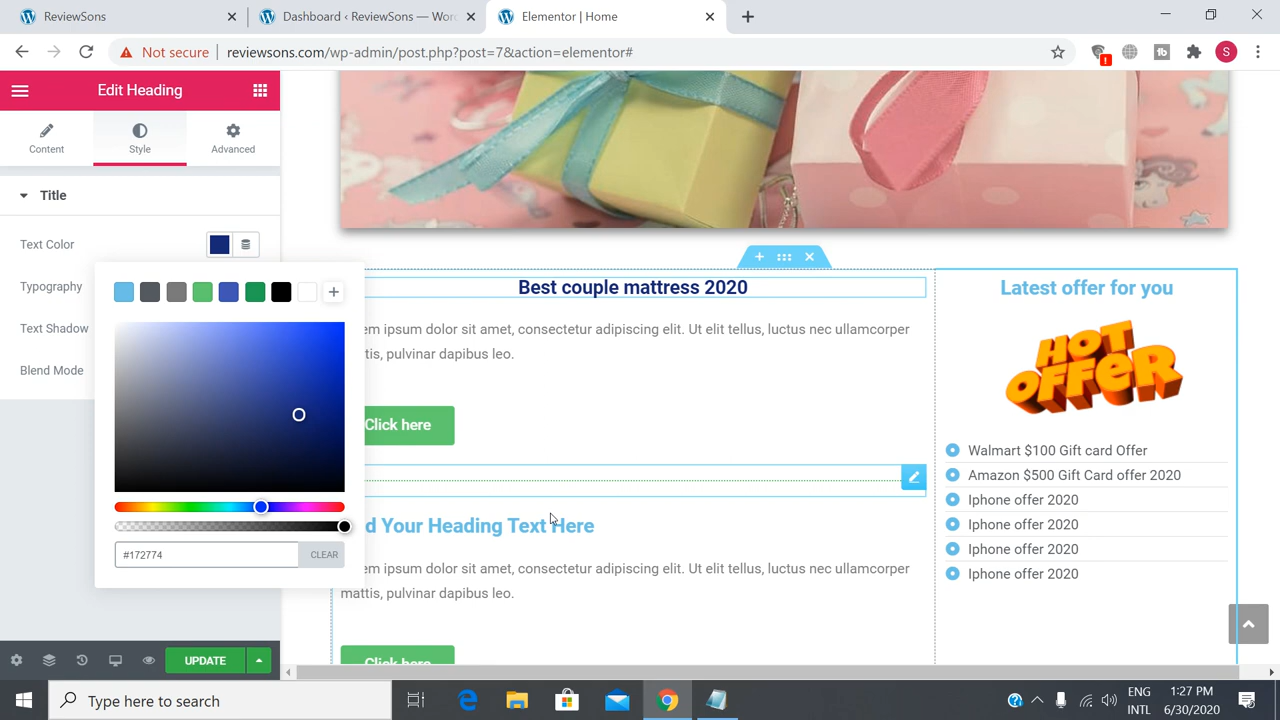 ReviewSons
Dashboard ‹ ReviewSons — Wor
Elementor | Home
Not secure
reviewsons.com/wp-admin/post.php?post=7&action=elementor#
S
Edit Heading
Content
Style
Advanced
Title
Text Color
Typography
Text Shadow
Blend Mode
#172774
CLEAR
UPDATE
Best couple mattress 2020
em ipsum dolor sit amet, consectetur adipiscing elit. Ut elit tellus, luctus nec ullamcorper
tis, pulvinar dapibus leo.
Click here
d Your Heading Text Here
em ipsum dolor sit amet, consectetur adipiscing elit. Ut elit tellus, luctus nec ullamcorper
mattis, pulvinar dapibus leo.
Click here
Latest offer for you
HOT
OFFER
Walmart $100 Gift card Offer
Amazon $500 Gift Card offer 2020
Iphone offer 2020
Iphone offer 2020
Iphone offer 2020
Iphone offer 2020
Type here to search
ENG
INTL
1:27 PM
6/30/2020